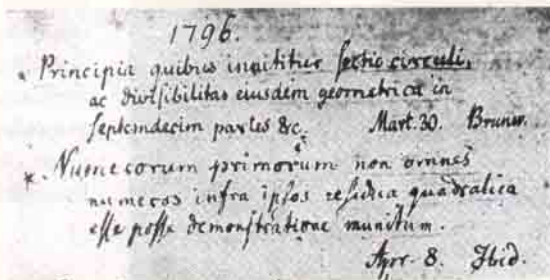 1796.
* Principia quibus innititur sectio circuli,
ac divisibilitas eiusdem geometrica in
septemdecim partes &c. Mart. 30. Brunsv.
* Numerorum primorum non omnes
numeros infra ipsos residua quadratica
esse posse demonstratione munitum.
Apr. 8. Ibid.